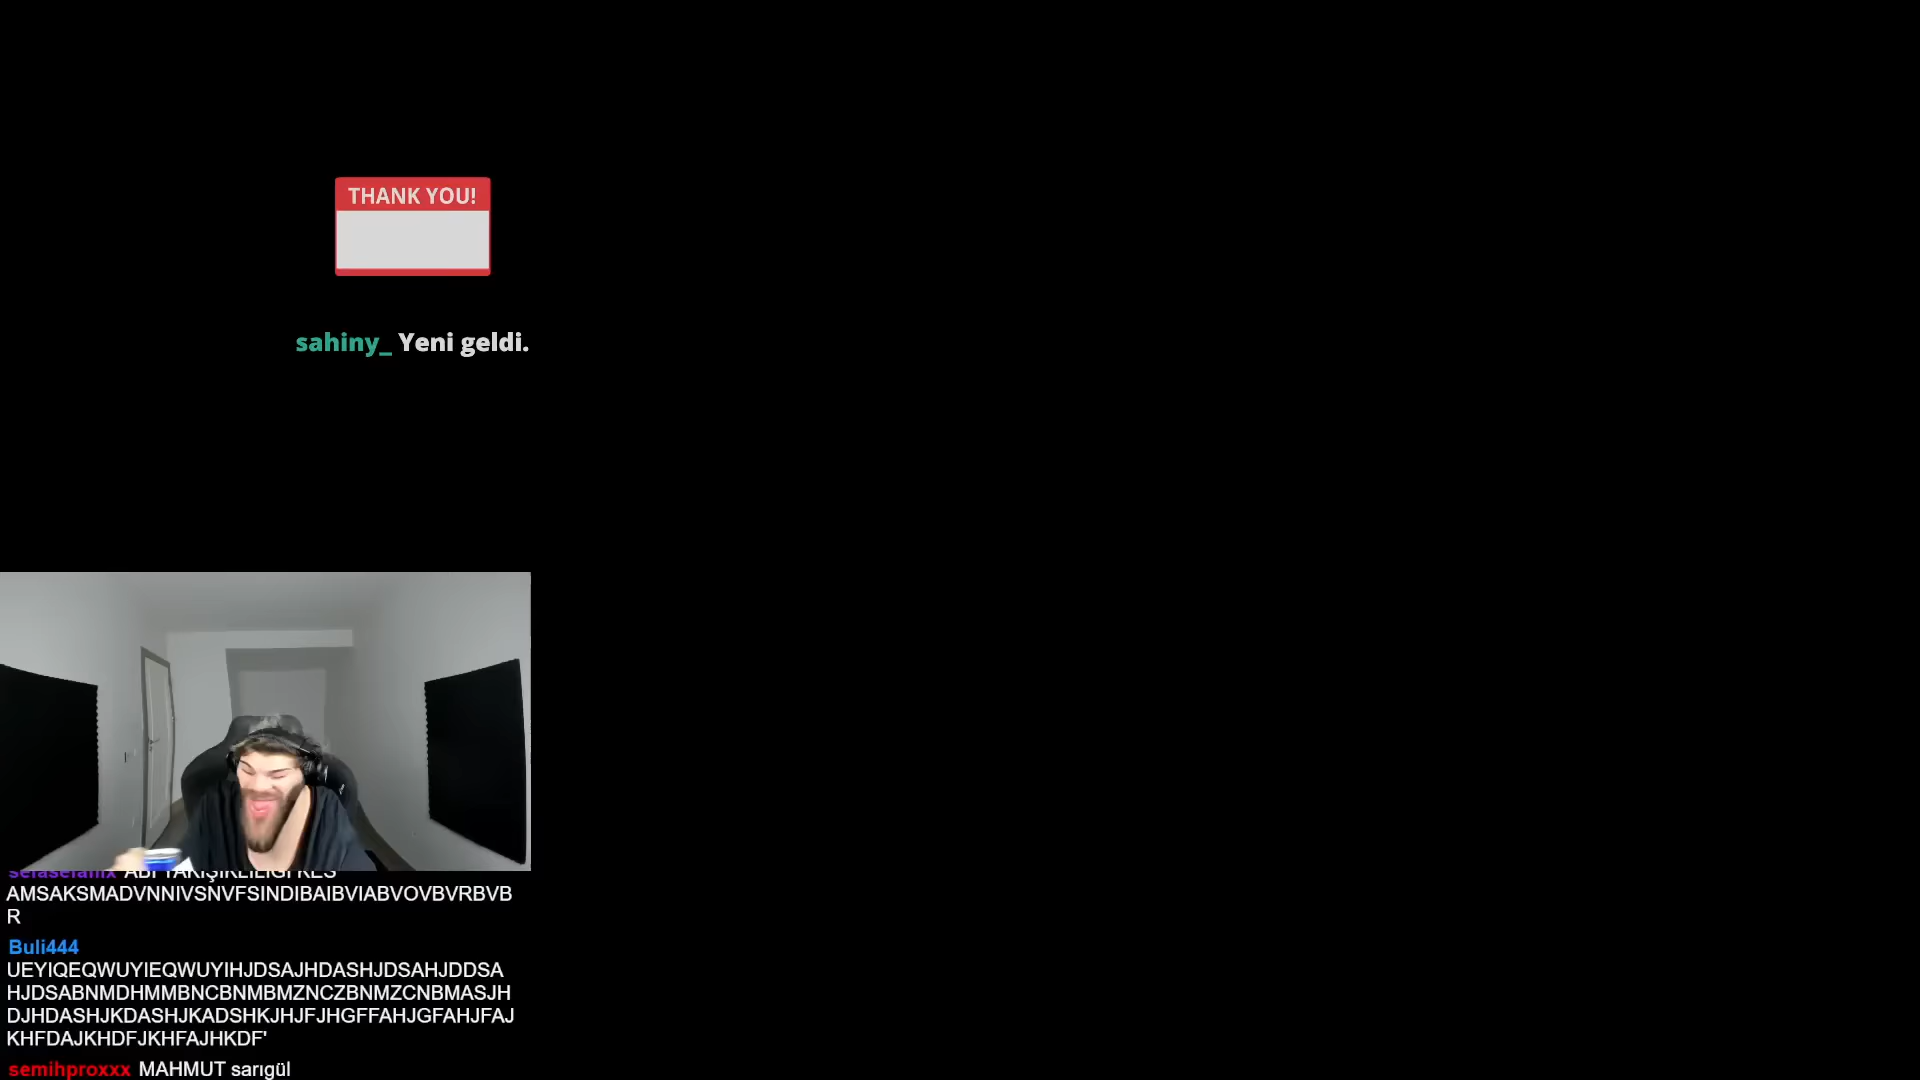 THANK YOU!
sahiny_ Yeni geldi.
AMSAKSMADVNNIVSNVFSINDIBAIBVIABVOVBVRBVB
R
Buli444
UEYIQEQWUYIEQWUYIHJDSAJHDASHJDSAHJDDSA
HJDSABNMDHMMBNCBNMBMZNCZBNMZCNBMASJH
DJHDASHJKDASHJKADSHKJHJFJHGFFAHJGFAHJFAJ
KHFDAJKHDFJKHFAJHKDF'
semihproxxx MAHMUT sarıgül